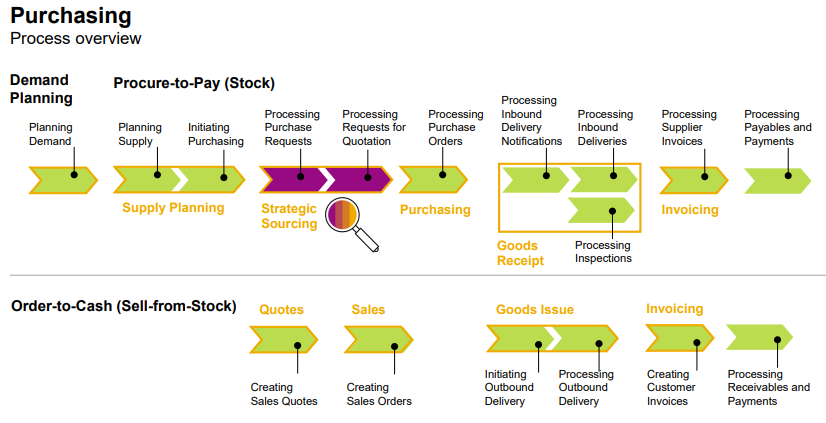 Purchasing
Process overview
Demand
Planning
Procure-to-Pay (Stock)
Planning
Demand
Planning
Supply
Initiating
Purchasing
Processing
Purchase
Requests
Processing
Requests for
Quotation
Processing
Purchase
Orders
Processing
Inbound
Delivery
Notifications
Processing
Inbound
Deliveries
Processing
Supplier
Invoices
Processing
Payables and
Payments
Supply Planning
Strategic
Sourcing
Purchasing
Goods
Receipt
Processing
Inspections
Invoicing
Order-to-Cash (Sell-from-Stock)
Quotes
Sales
Goods Issue
Invoicing
Creating
Sales Quotes
Creating
Sales Orders
Initiating
Outbound
Delivery
Processing
Outbound
Delivery
Creating
Customer
Invoices
Processing
Receivables and
Payments